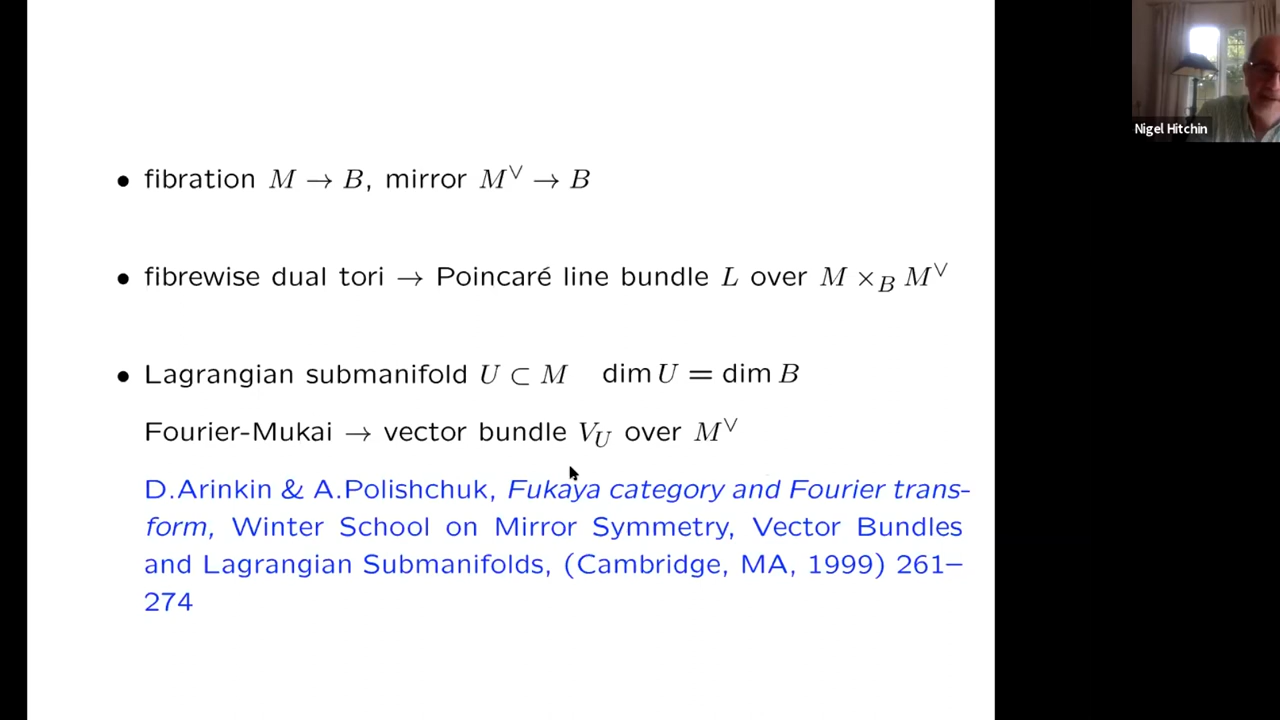 • fibration M → B, mirror M^∨ → B
• fibrewise dual tori → Poincaré line bundle L over M ×_B M^∨
• Lagrangian submanifold U ⊂ M dim U = dim B
Fourier-Mukai → vector bundle V_U over M^∨
D.Arinkin & A.Polishchuk, Fukaya category and Fourier trans-
form, Winter School on Mirror Symmetry, Vector Bundles
and Lagrangian Submanifolds, (Cambridge, MA, 1999) 261–
274
Nigel Hitchin